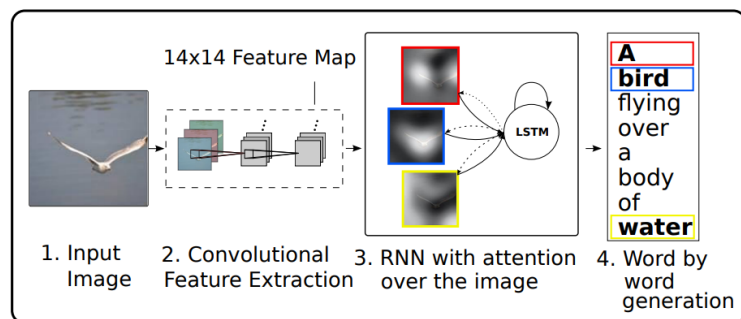 14x14 Feature Map
LSTM
A
bird
flying
over
a
body
of
water
1. Input
Image
2. Convolutional
Feature Extraction
3. RNN with attention
over the image
4. Word by
word
generation